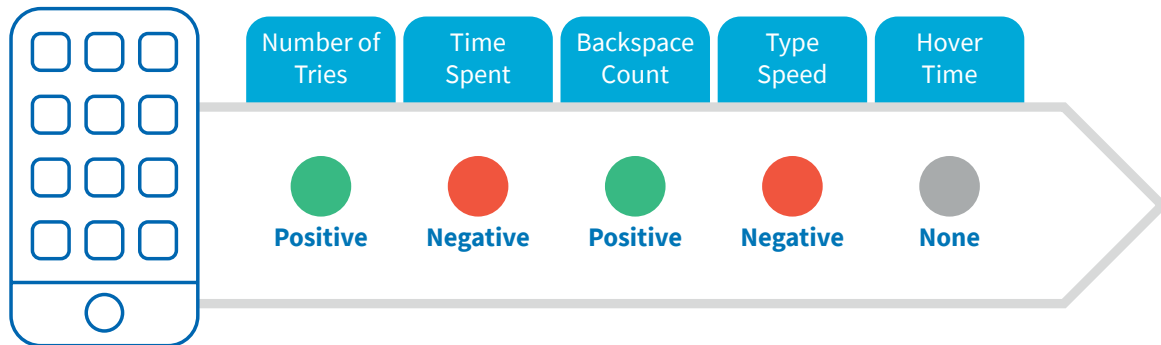 Number of
Tries
Time
Spent
Backspace
Count
Type
Speed
Hover
Time
Positive
Negative
Positive
Negative
None